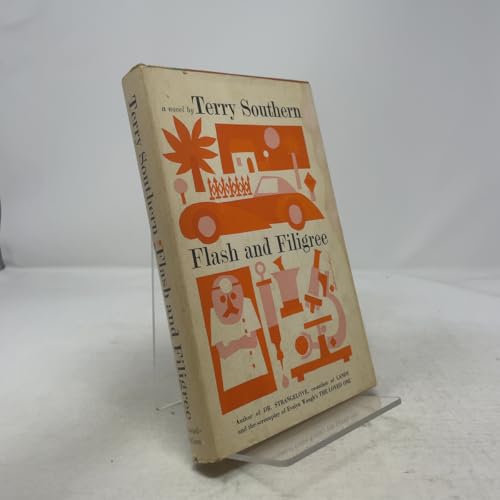 a novel by Terry Southern
Flash and Filigree
Author of DR. STRANGELOVE, co-author of CANDY
and the screenplay of Evelyn Waugh's THE LOVED ONE
Terry Southern Flash and Filigree